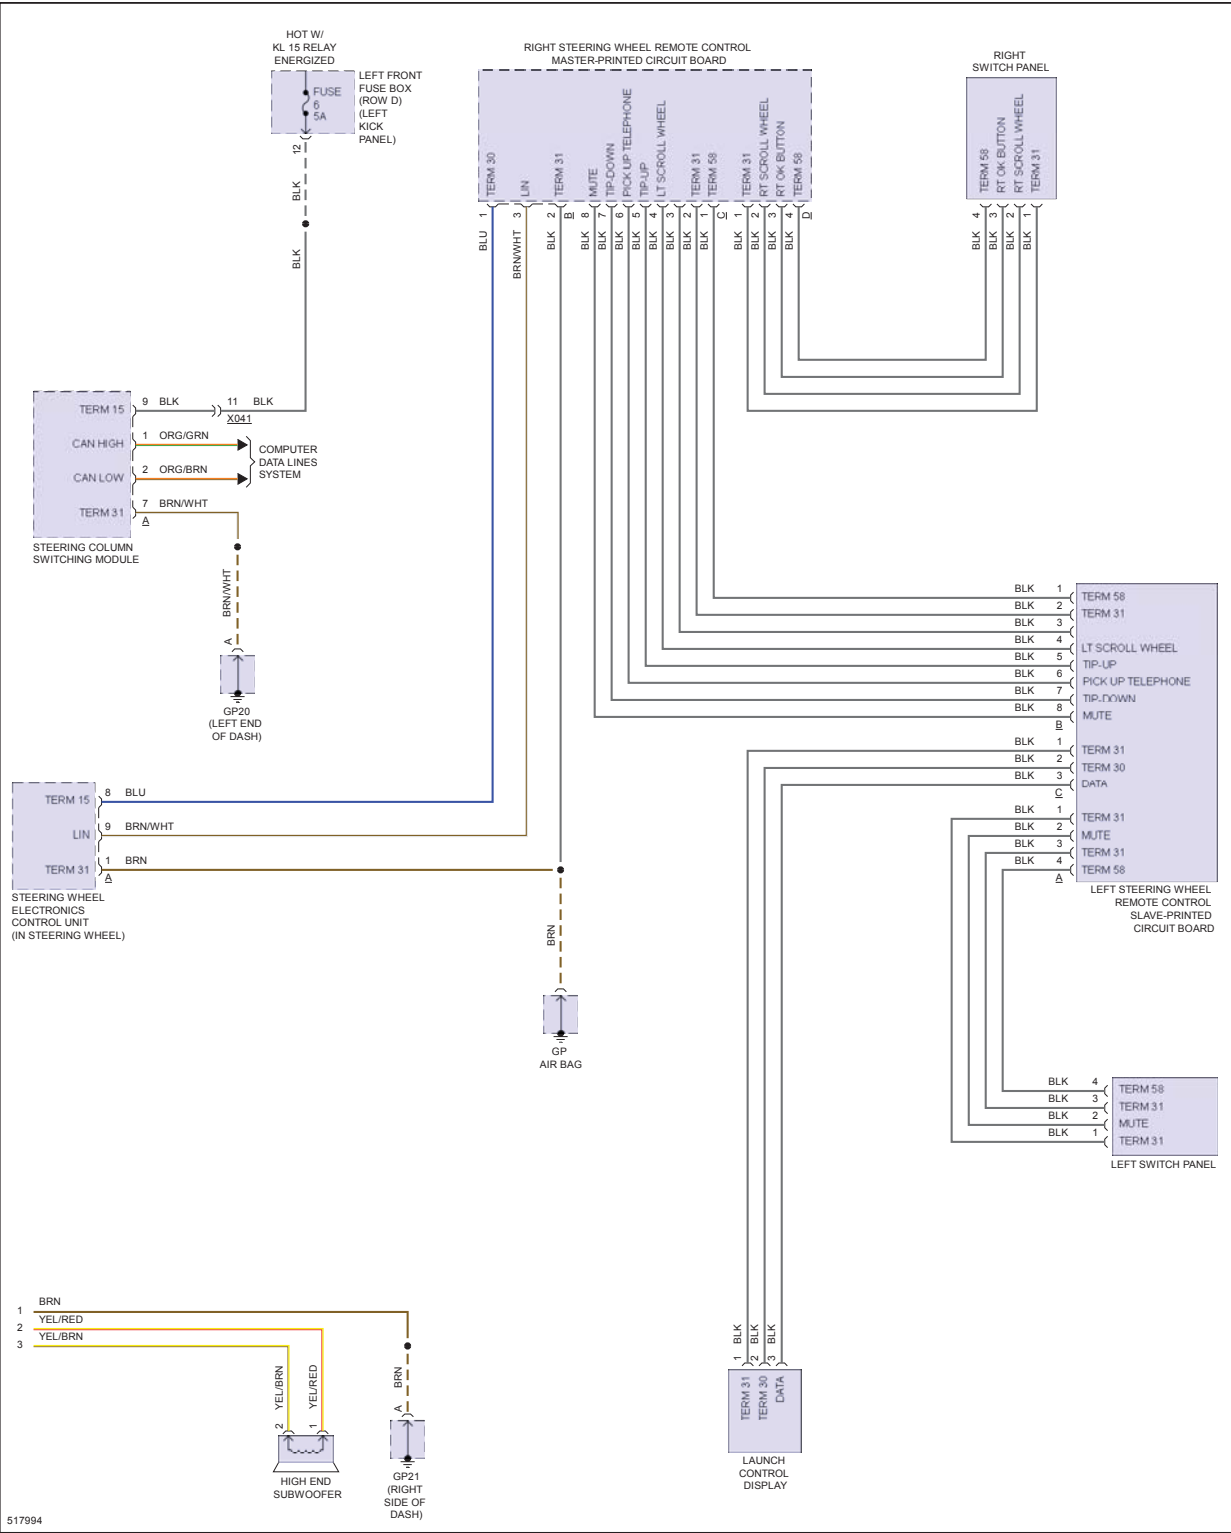 HOT W/
KL 15 RELAY
ENERGIZED
FUSE
6
5A
LEFT FRONT
FUSE BOX
(ROW D)
(LEFT
KICK
PANEL)
12
BLK
BLK
RIGHT STEERING WHEEL REMOTE CONTROL
MASTER-PRINTED CIRCUIT BOARD
TERM 30
LIN
TERM 31
MUTE
TIP-DOWN
PICK UP TELEPHONE
TIP-UP
LT SCROLL WHEEL
TERM 31
TERM 58
TERM 31
RT SCROLL WHEEL
RT OK BUTTON
TERM 58
1
3
2
B
8
7
6
5
4
3
2
1
C
1
2
3
4
D
BLU
BRN/WHT
BLK
BLK
BLK
BLK
BLK
BLK
BLK
BLK
BLK
BLK
BLK
BLK
BLK
RIGHT
SWITCH PANEL
TERM 58
RT OK BUTTON
RT SCROLL WHEEL
TERM 31
4
3
2
1
BLK
BLK
BLK
BLK
TERM 15
9 BLK
11 BLK
X041
CAN HIGH
1 ORG/GRN
CAN LOW
2 ORG/BRN
COMPUTER
DATA LINES
SYSTEM
TERM 31
7 BRN/WHT
A
STEERING COLUMN
SWITCHING MODULE
BRN/WHT
A
GP20
(LEFT END
OF DASH)
BLK 1 TERM 58
BLK 2 TERM 31
BLK 3
BLK 4 LT SCROLL WHEEL
BLK 5 TIP-UP
BLK 6 PICK UP TELEPHONE
BLK 7 TIP-DOWN
BLK 8 MUTE
B
BLK 1 TERM 31
BLK 2 TERM 30
BLK 3 DATA
C
BLK 1 TERM 31
BLK 2 MUTE
BLK 3 TERM 31
BLK 4 TERM 58
A
LEFT STEERING WHEEL
REMOTE CONTROL
SLAVE-PRINTED
CIRCUIT BOARD
TERM 15 8 BLU
LIN 9 BRN/WHT
TERM 31 1 BRN
A
STEERING WHEEL
ELECTRONICS
CONTROL UNIT
(IN STEERING WHEEL)
BRN
GP
AIR BAG
BLK 4 TERM 58
BLK 3 TERM 31
BLK 2 MUTE
BLK 1 TERM 31
LEFT SWITCH PANEL
1 BRN
2 YEL/RED
3 YEL/BRN
YEL/BRN
YEL/RED
2
1
HIGH END
SUBWOOFER
BRN
A
GP21
(RIGHT
SIDE OF
DASH)
BLK
BLK
BLK
1
2
3
TERM 31
TERM 30
DATA
LAUNCH
CONTROL
DISPLAY
517994